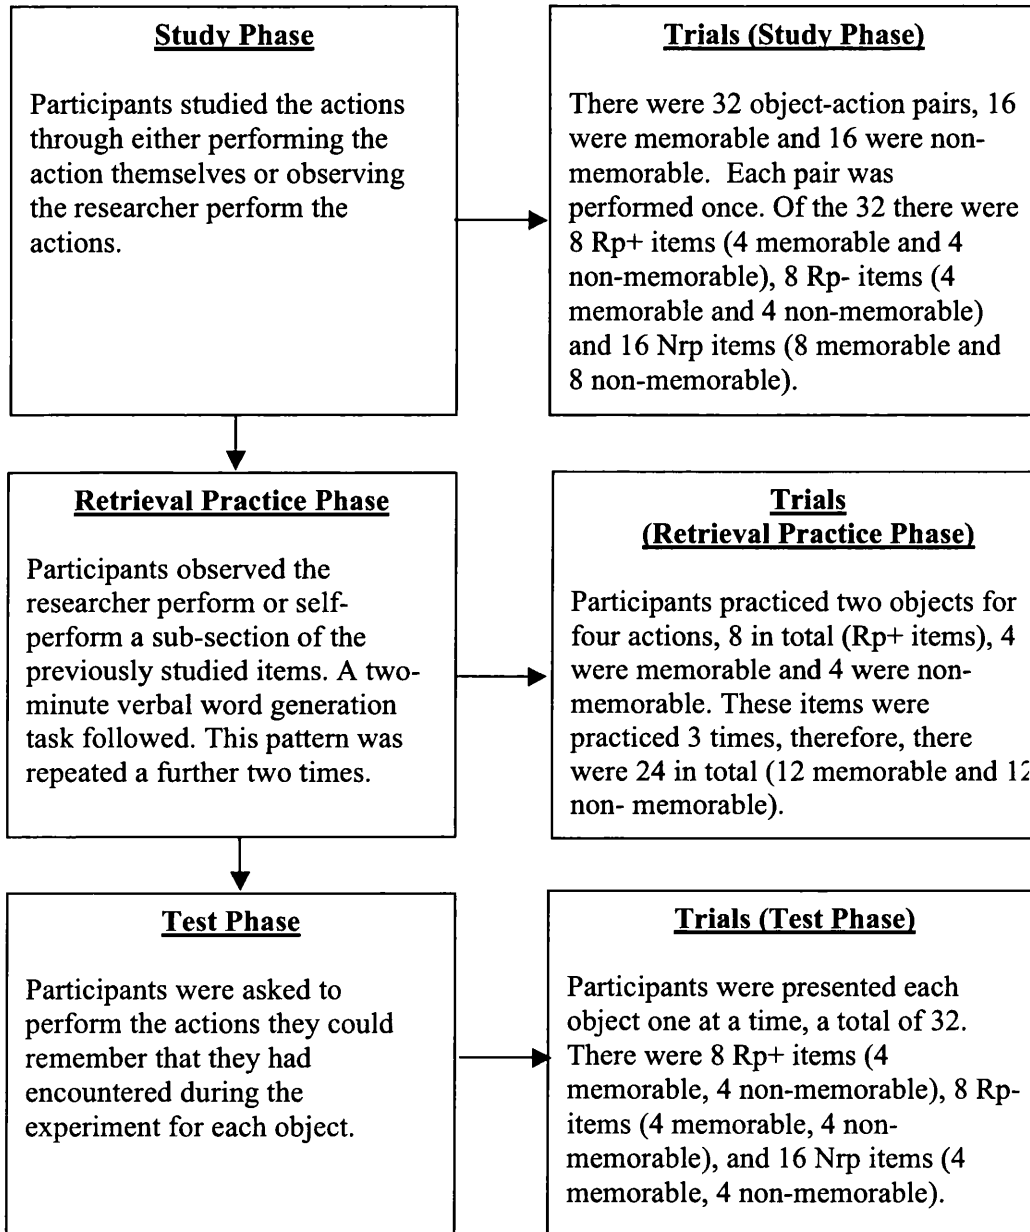 Study Phase
Participants studied the actions
through either performing the
action themselves or observing
the researcher perform the
actions.
Trials (Study Phase)
There were 32 object-action pairs, 16
were memorable and 16 were non-
memorable.  Each pair was
performed once. Of the 32 there were
8 Rp+ items (4 memorable and 4
non-memorable), 8 Rp- items (4
memorable and 4 non-memorable)
and 16 Nrp items (8 memorable and
8 non-memorable).
Retrieval Practice Phase
Participants observed the
researcher perform or self-
perform a sub-section of the
previously studied items. A two-
minute verbal word generation
task followed. This pattern was
repeated a further two times.
Trials
(Retrieval Practice Phase)
Participants practiced two objects for
four actions, 8 in total (Rp+ items), 4
were memorable and 4 were non-
memorable. These items were
practiced 3 times, therefore, there
were 24 in total (12 memorable and 12
non- memorable).
Test Phase
Participants were asked to
perform the actions they could
remember that they had
encountered during the
experiment for each object.
Trials (Test Phase)
Participants were presented each
object one at a time, a total of 32.
There were 8 Rp+ items (4
memorable, 4 non-memorable), 8 Rp-
items (4 memorable, 4 non-
memorable), and 16 Nrp items (4
memorable, 4 non-memorable).